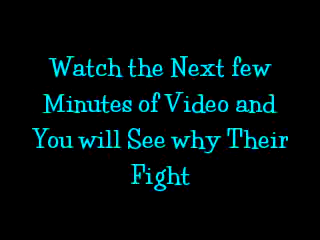 Watch the Next few
Minutes of Video and
You will See why Their
Fight